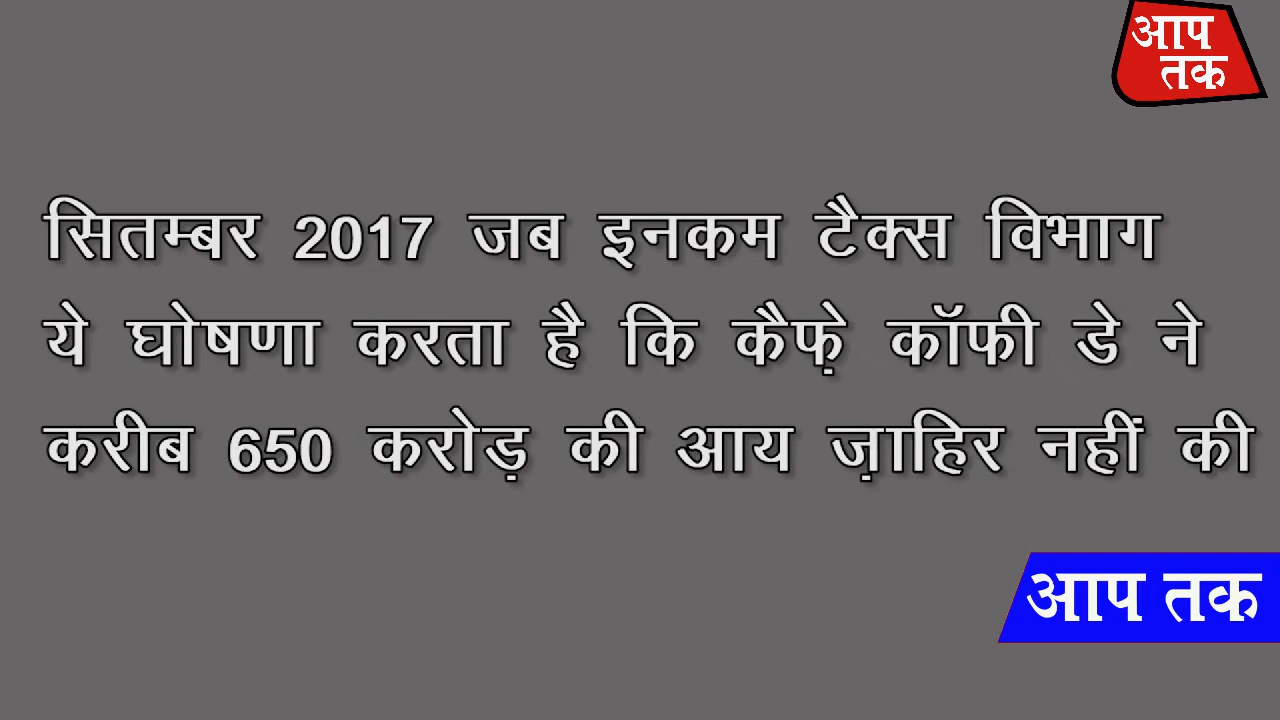 आप
तक
सितम्बर 2017 जब इनकम टैक्स विभाग
ये घोषणा करता है कि कैफ़े कॉफी डे ने
करीब 650 करोड़ की आय ज़ाहिर नहीं की
आप तक